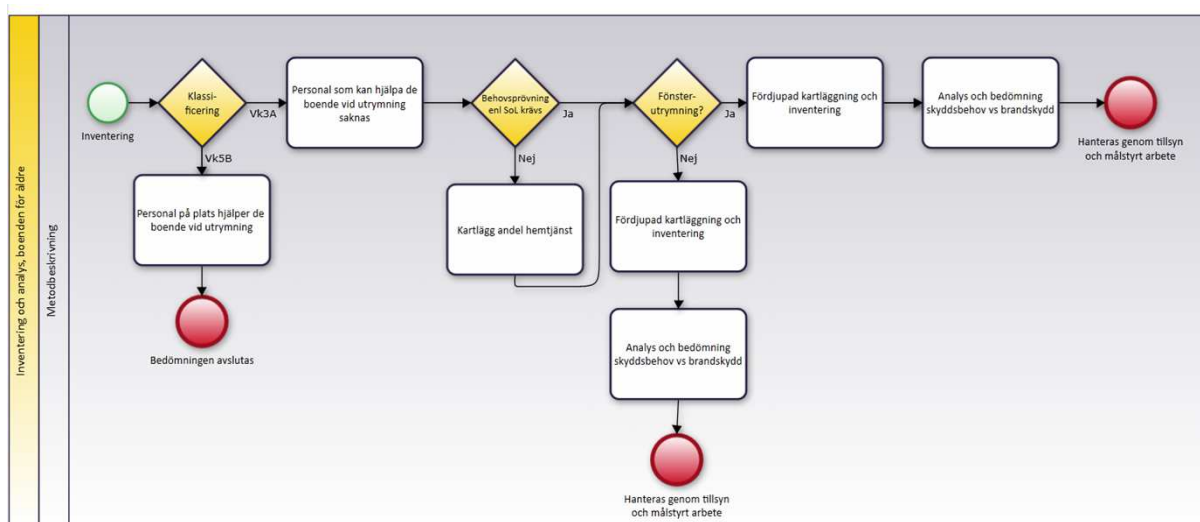 Inventering och analys, boenden för äldre
Metodbeskrivning
Inventering
Klassi-
ficering
Vk3A
Vk5B
Personal som kan hjälpa de
boende vid utrymning
saknas
Behovsprövning
enl SoL krävs
Ja
Nej
Fönster-
utrymning?
Ja
Nej
Fördjupad kartläggning och
inventering
Analys och bedömning
skyddsbehov vs brandskydd
Hanteras genom tillsyn
och målstyrt arbete
Personal på plats hjälper de
boende vid utrymning
Kartlägg andel hemtjänst
Fördjupad kartläggning och
inventering
Bedömningen avslutas
Analys och bedömning
skyddsbehov vs brandskydd
Hanteras genom tillsyn
och målstyrt arbete